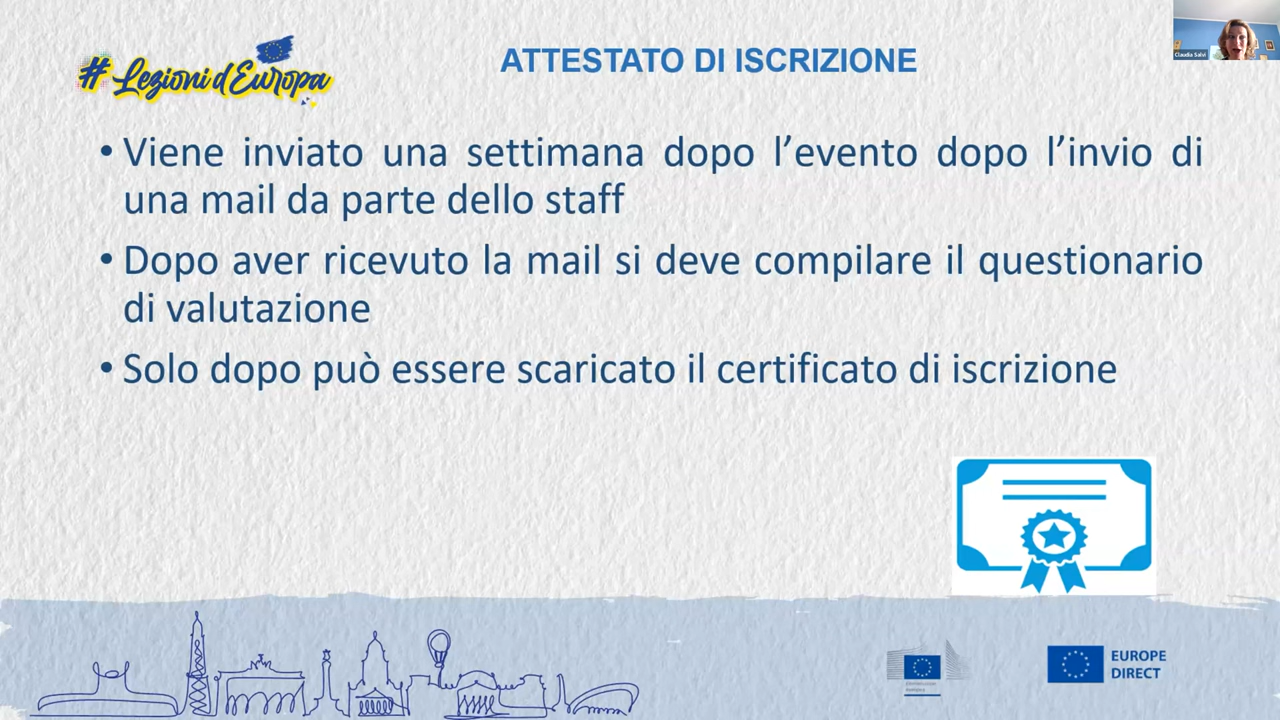 #LezionidEuropa
ATTESTATO DI ISCRIZIONE
Claudia Salvi
• Viene inviato una settimana dopo l’evento dopo l’invio di
una mail da parte dello staff
• Dopo aver ricevuto la mail si deve compilare il questionario
di valutazione
• Solo dopo può essere scaricato il certificato di iscrizione
EUROPE
DIRECT